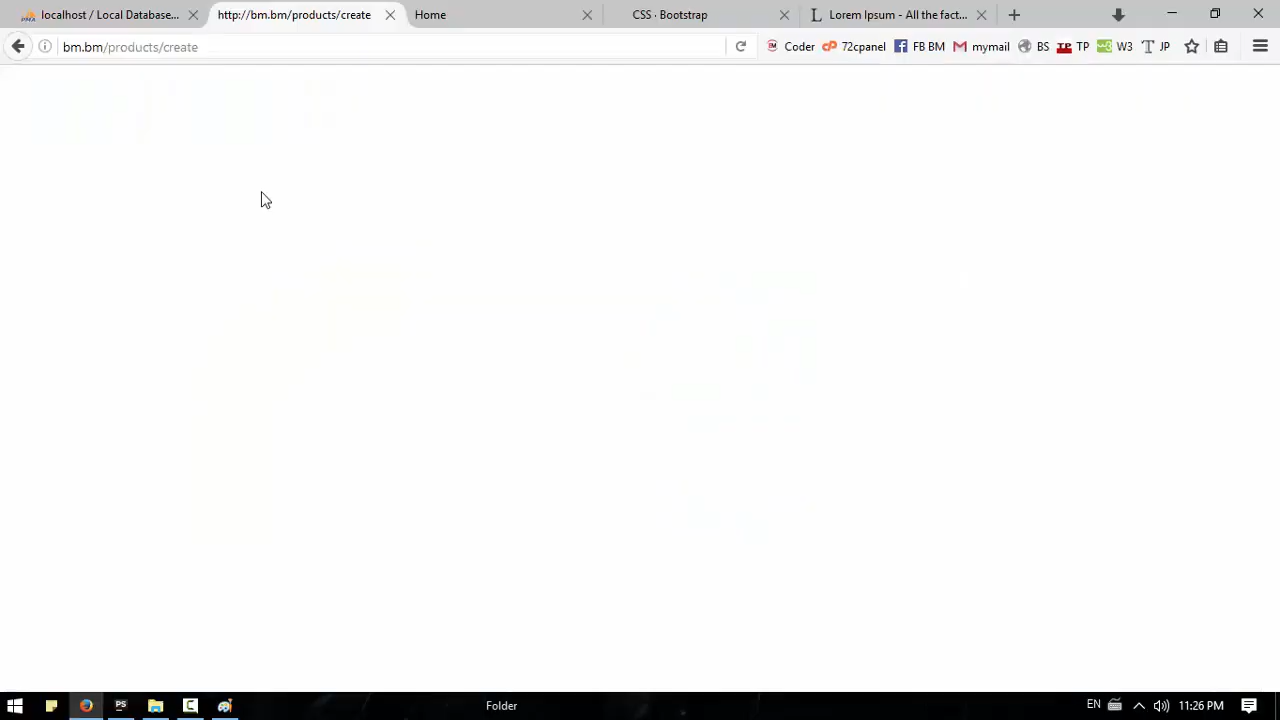 localhost / Local Database...
http://bm.bm/products/create
Home
CSS · Bootstrap
Lorem Ipsum - All the fact...
bm.bm/products/create
Coder
72cpanel
FB BM
mymail
BS
TP
W3
JP
Folder
EN
11:26 PM